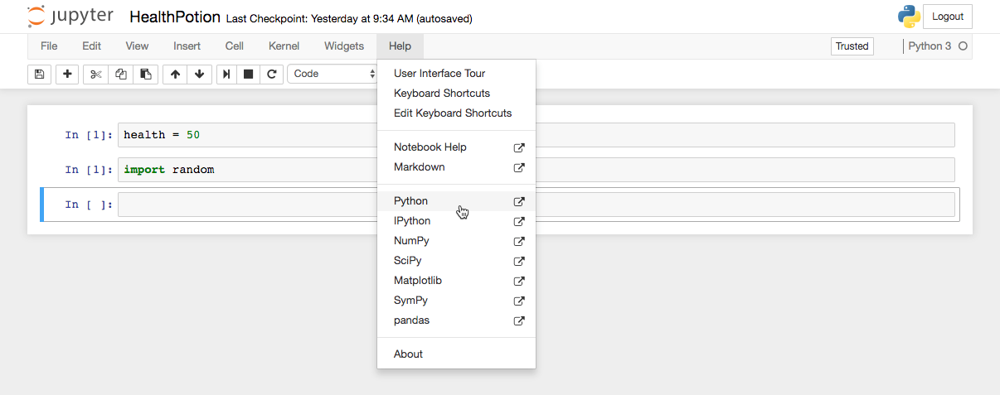 jupyter HealthPotion Last Checkpoint: Yesterday at 9:34 AM (autosaved) Logout
File Edit View Insert Cell Kernel Widgets Help Trusted Python 3
Code
User Interface Tour
Keyboard Shortcuts
Edit Keyboard Shortcuts
In [1]: health = 50
Notebook Help
Markdown
In [1]: import random
Python
In [ ]:
IPython
NumPy
SciPy
Matplotlib
SymPy
pandas
About